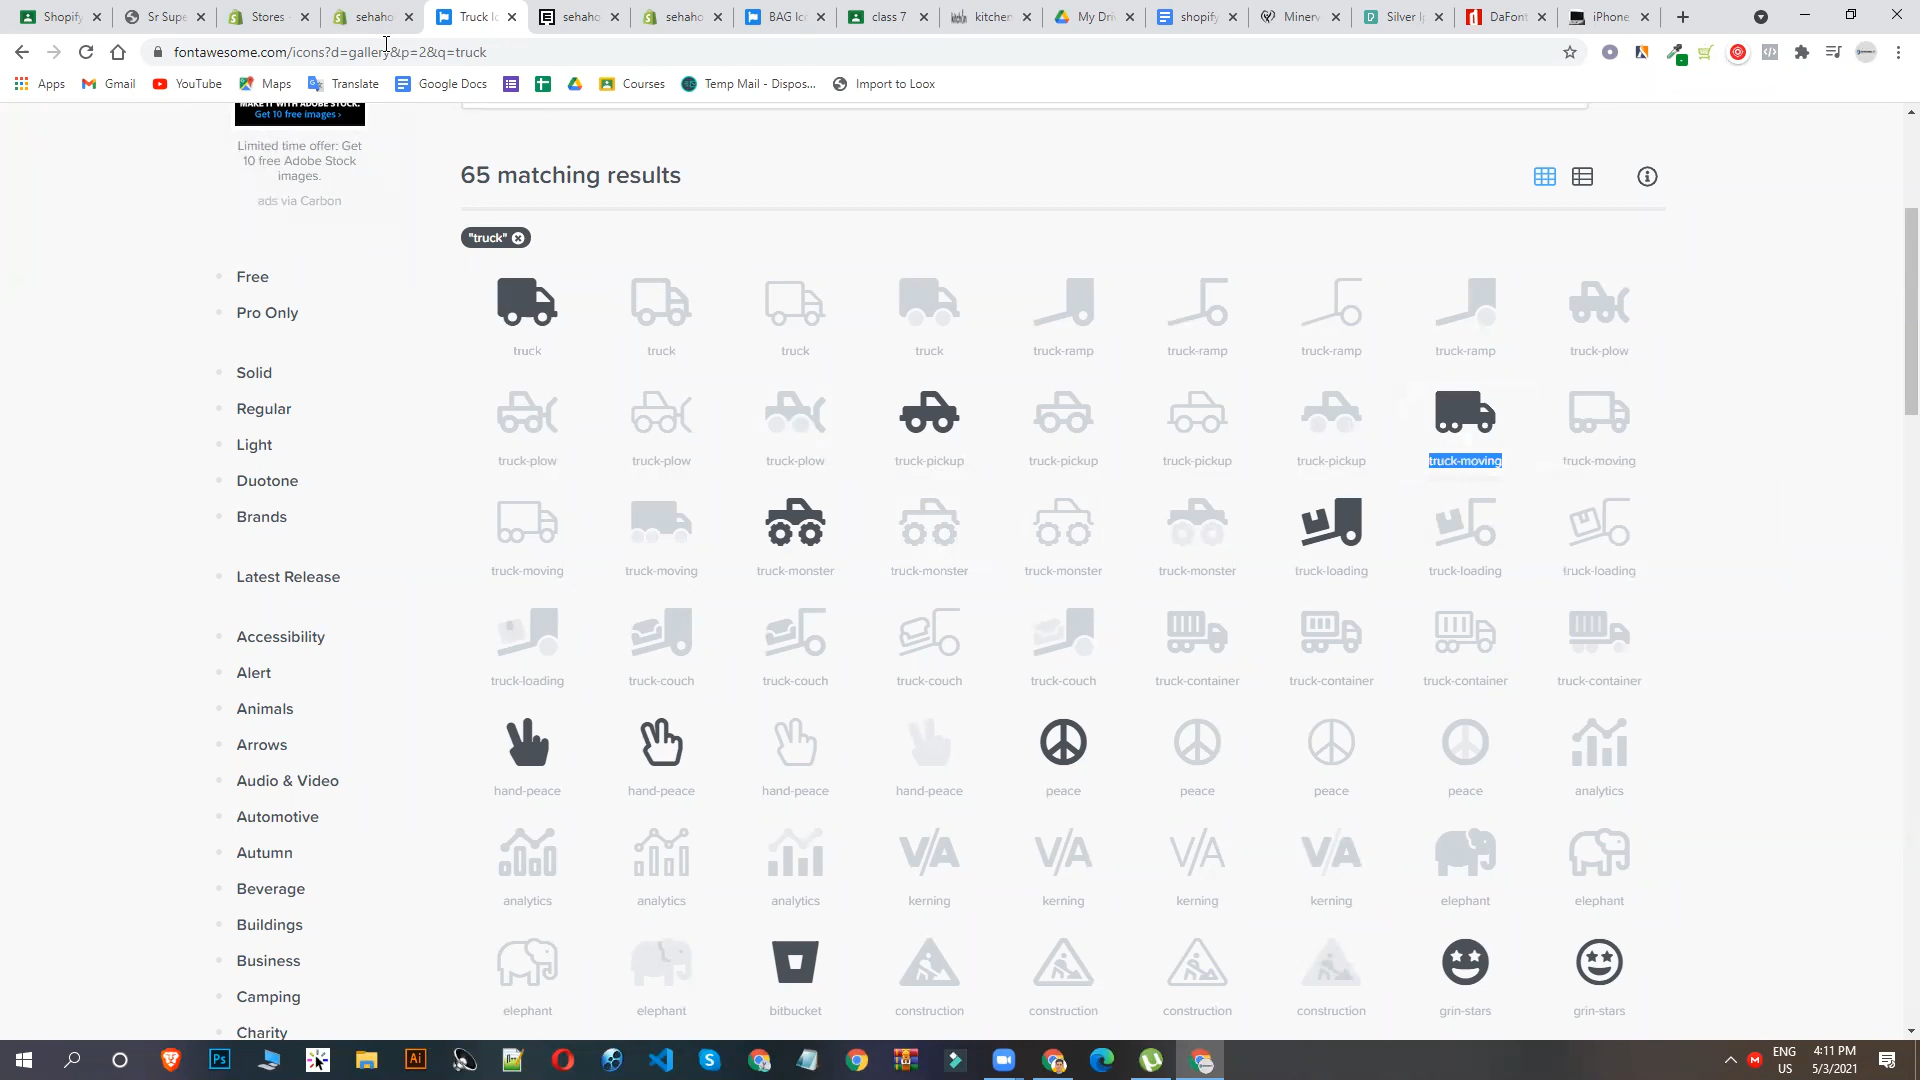 Shopify
Sr Supe
Stores -
sehaho
Truck Ic
sehaho
sehaho
BAG Ico
class 7
kitchen
My Driv
shopify
Minerv
Silver Ip
DaFont
iPhone
fontawesome.com/icons?d=gallery&p=2&q=truck
Apps
Gmail
YouTube
Maps
Translate
Google Docs
Courses
Temp Mail - Dispos...
Import to Loox
MAKE IT WITH ADOBE STOCK.
Get 10 free images ›
Limited time offer: Get
10 free Adobe Stock
images.
ads via Carbon
65 matching results
"truck"
Free
Pro Only
Solid
Regular
Light
Duotone
Brands
Latest Release
Accessibility
Alert
Animals
Arrows
Audio & Video
Automotive
Autumn
Beverage
Buildings
Business
Camping
Charity
truck truck truck truck truck-ramp truck-ramp truck-ramp truck-ramp truck-plow
truck-plow truck-plow truck-plow truck-pickup truck-pickup truck-pickup truck-pickup truck-moving truck-moving
truck-moving truck-moving truck-monster truck-monster truck-monster truck-monster truck-loading truck-loading truck-loading
truck-loading truck-couch truck-couch truck-couch truck-couch truck-container truck-container truck-container truck-container
hand-peace hand-peace hand-peace hand-peace peace peace peace peace analytics
V/A V/A V/A V/A
analytics analytics analytics kerning kerning kerning kerning elephant elephant
elephant elephant bitbucket construction construction construction construction grin-stars grin-stars
Ps
Ai
ENG
US
4:11 PM
5/3/2021